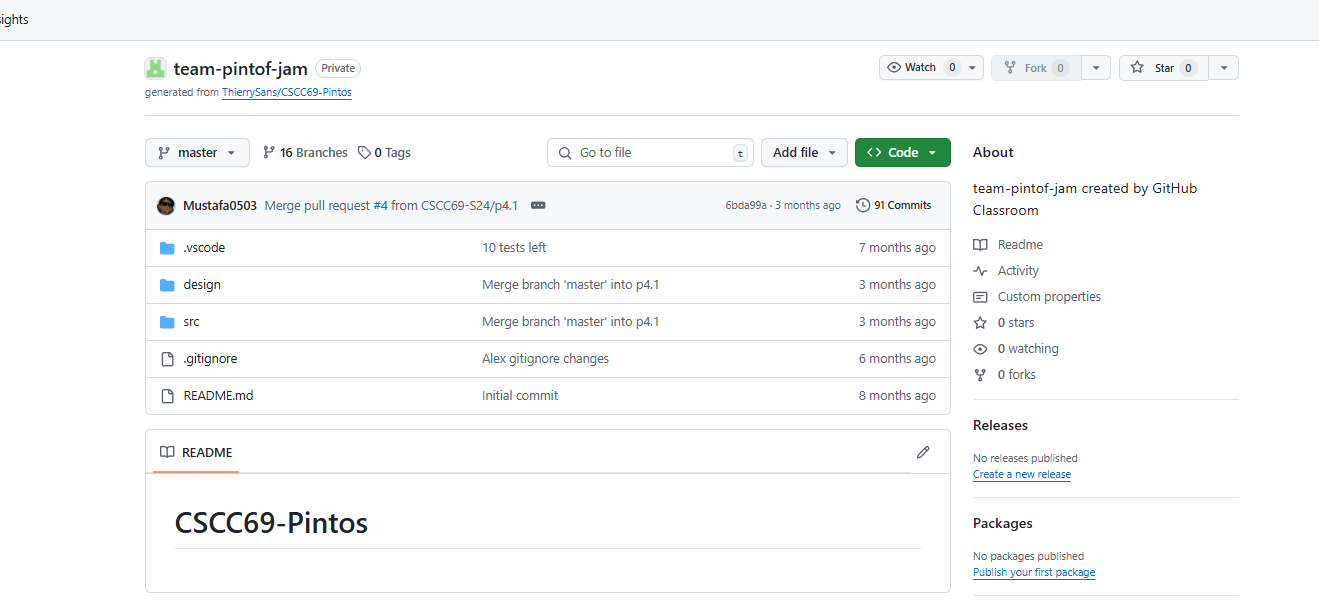 sights
team-pintof-jam Private
Watch 0 Fork 0 Star 0
generated from ThierrySans/CSCC69-Pintos
master 16 Branches 0 Tags Go to file t Add file Code
Mustafa0503 Merge pull request #4 from CSCC69-S24/p4.1 6bda99a · 3 months ago 91 Commits
.vscode 10 tests left 7 months ago
design Merge branch 'master' into p4.1 3 months ago
src Merge branch 'master' into p4.1 3 months ago
.gitignore Alex gitignore changes 6 months ago
README.md Initial commit 8 months ago
README
CSCC69-Pintos
About
team-pintof-jam created by GitHub
Classroom
Readme
Activity
Custom properties
0 stars
0 watching
0 forks
Releases
No releases published
Create a new release
Packages
No packages published
Publish your first package